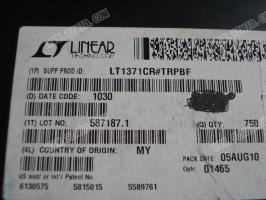 LINEAR
TECHNOLOGY
(1P) SUPP PROD ID: LT1371CR#TRPBF
(D) DATE CODE: 1030
(1T) LOT NO: 587187.1 (Q) QTY: 750
(4L) COUNTRY OF ORIGIN: MY
PACK DATE 05AUG10
Opr: 01465
US and/ or int'/ Patent No.
6130575 5815015 5589761